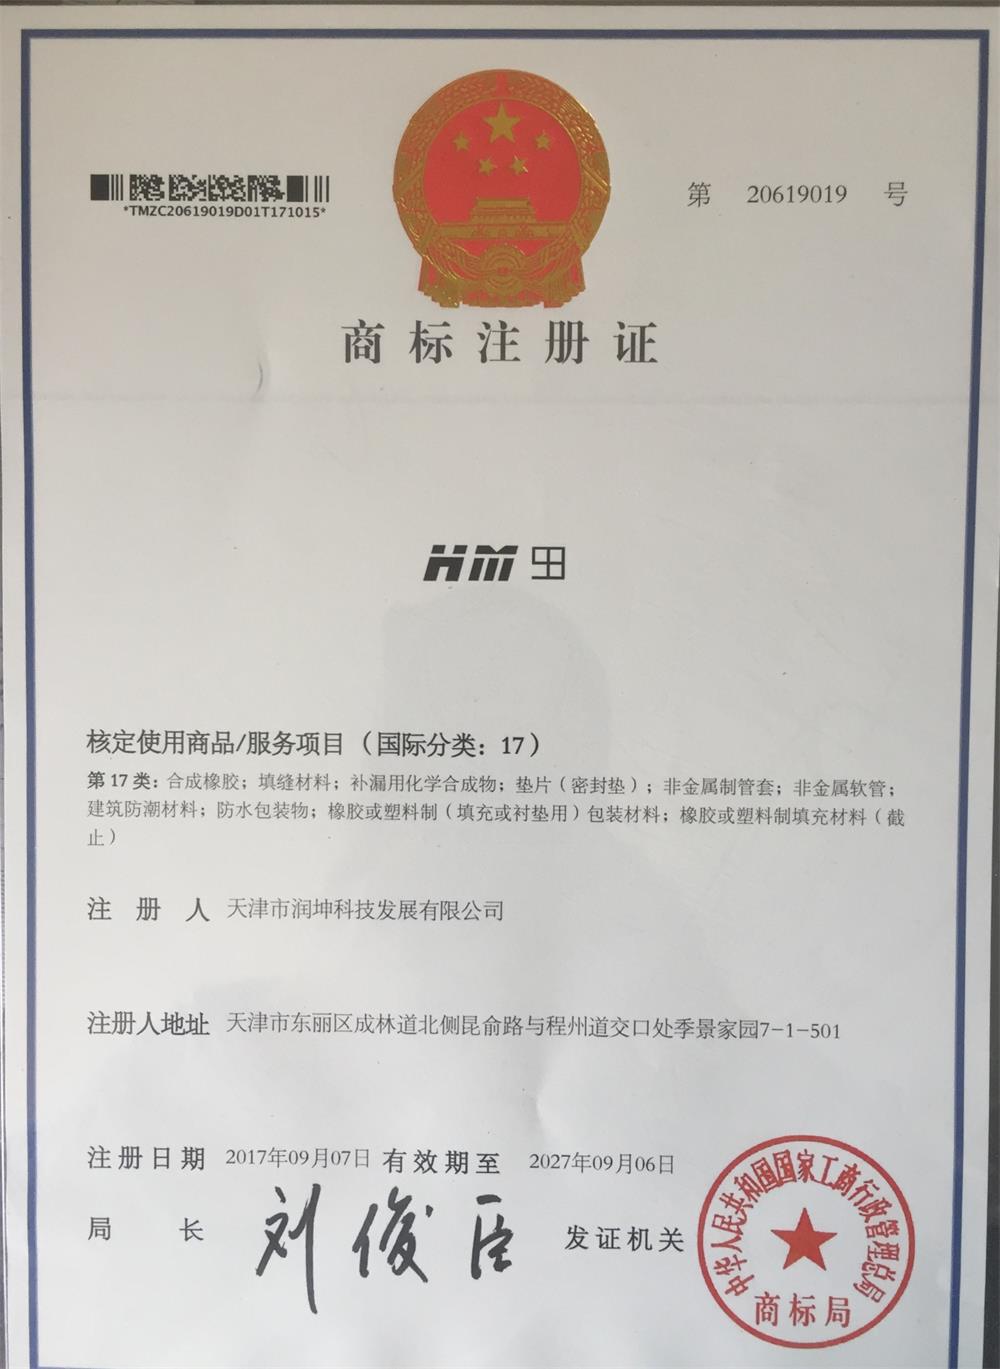 *TMZC20619019D01T171015*
第 20619019 号
商标注册证
HM
核定使用商品/服务项目（国际分类：17）
第17类：合成橡胶；填缝材料；补漏用化学合成物；垫片（密封垫）；非金属制管套；非金属软管；
建筑防潮材料；防水包装物；橡胶或塑料制（填充或衬垫用）包装材料；橡胶或塑料制填充材料（截
止）
注册人 天津市润坤科技发展有限公司
注册人地址 天津市东丽区成林道北侧昆俞路与程州道交口处季景家园7-1-501
注册日期 2017年09月07日 有效期至 2027年09月06日
局长 刘俊臣 发证机关
中华人民共和国国家工商行政管理总局
商标局